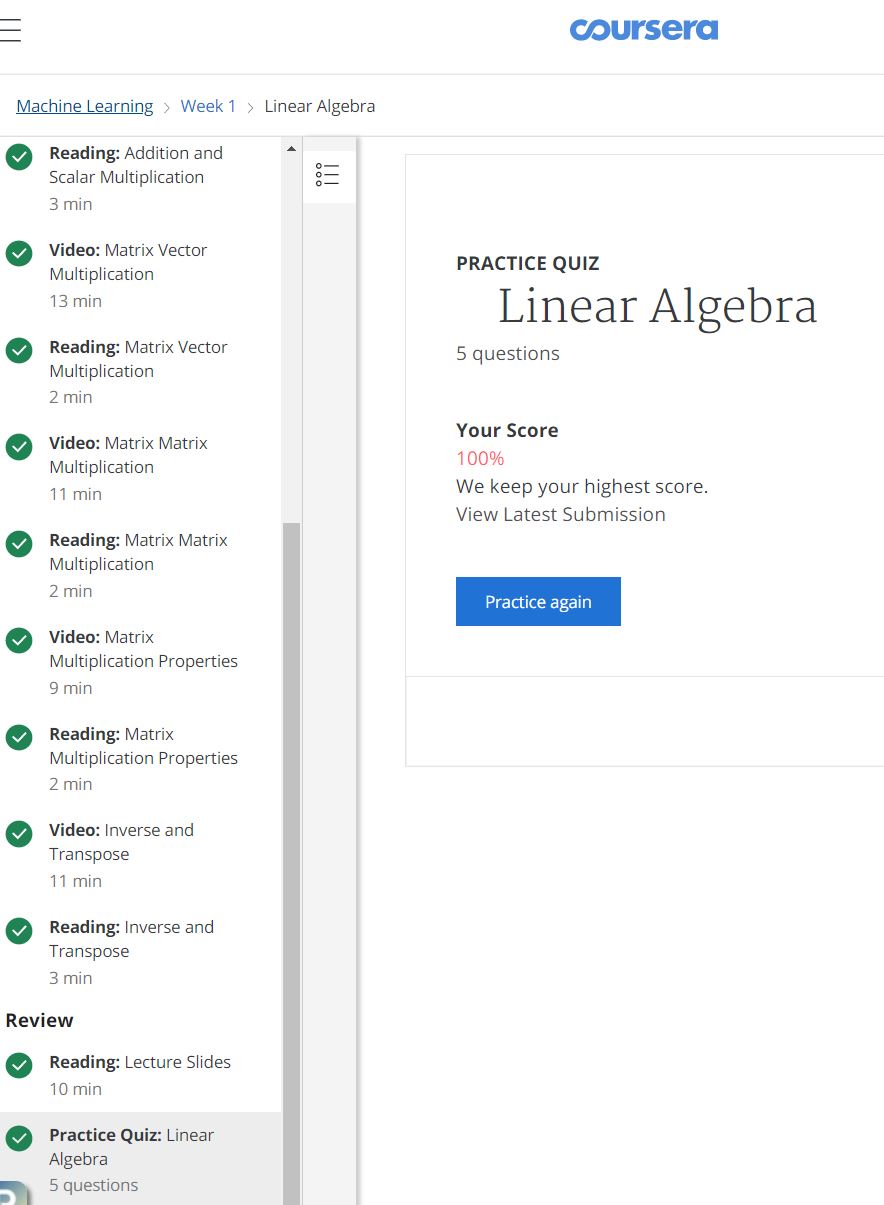 coursera
Machine Learning > Week 1 > Linear Algebra
Reading: Addition and
Scalar Multiplication
3 min
Video: Matrix Vector
Multiplication
13 min
Reading: Matrix Vector
Multiplication
2 min
Video: Matrix Matrix
Multiplication
11 min
Reading: Matrix Matrix
Multiplication
2 min
Video: Matrix
Multiplication Properties
9 min
Reading: Matrix
Multiplication Properties
2 min
Video: Inverse and
Transpose
11 min
Reading: Inverse and
Transpose
3 min
Review
Reading: Lecture Slides
10 min
Practice Quiz: Linear
Algebra
5 questions
PRACTICE QUIZ
Linear Algebra
5 questions
Your Score
100%
We keep your highest score.
View Latest Submission
Practice again